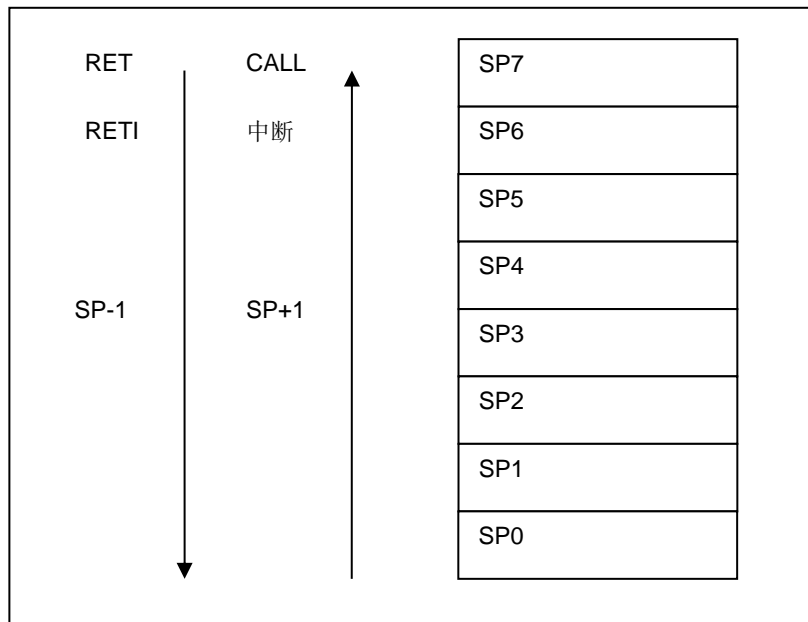 RET CALL SP7
RETI 中断 SP6
SP5
SP4
SP-1 SP+1 SP3
SP2
SP1
SP0